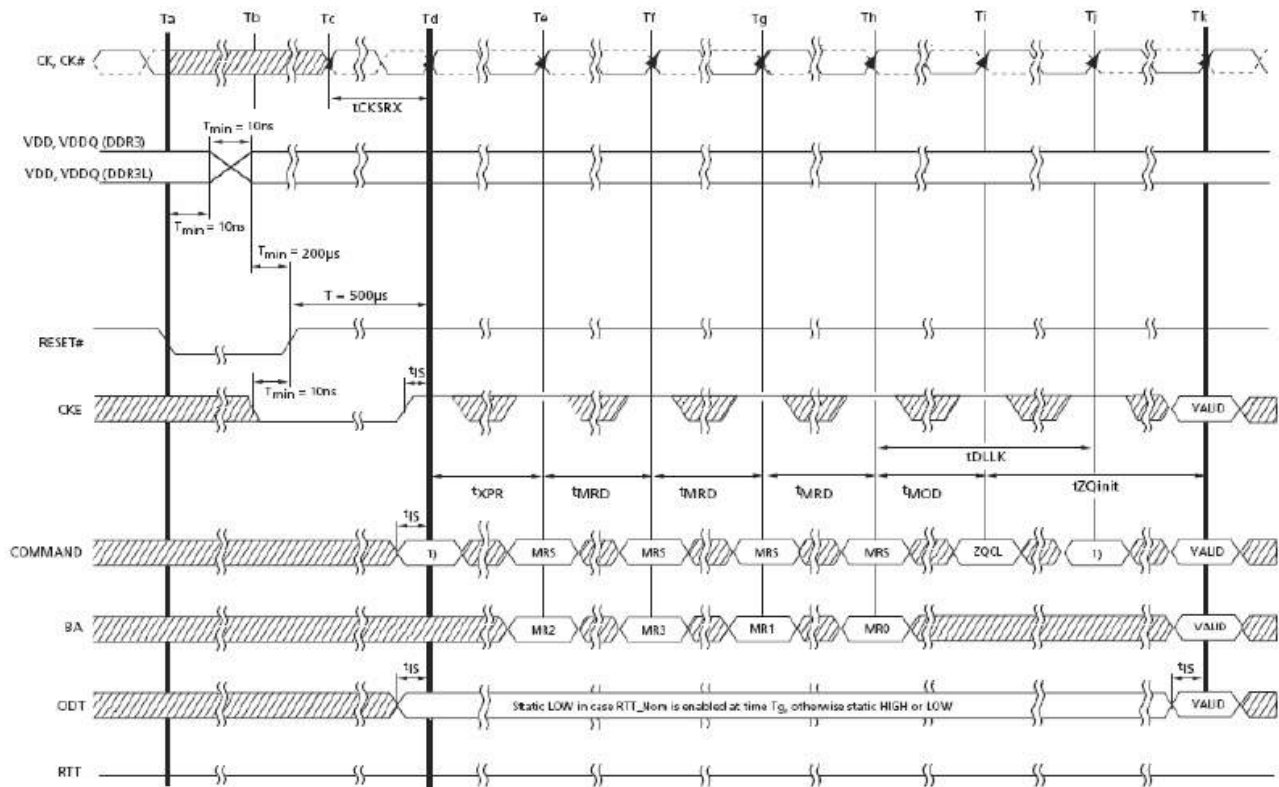 Ta Tb Tc Td Te Tf Tg Th Ti Tj Tk
CK, CK#
tCKSRX
Tmin = 10ns
VDD, VDDQ (DDR3)
VDD, VDDQ (DDR3L)
Tmin = 10ns
Tmin = 200µs
T = 500µs
RESET#
tIS
Tmin = 10ns
CKE
VALID
tDLLK
tXPR tMRD tMRD tMRD tMOD tZQinit
tIS
COMMAND 1) MRS MRS MRS MRS ZQCL 1) VALID
BA MR2 MR3 MR1 MR0 VALID
tIS tIS
ODT Static LOW in case RTT_Nom is enabled at time Tg, otherwise static HIGH or LOW VALID
RTT